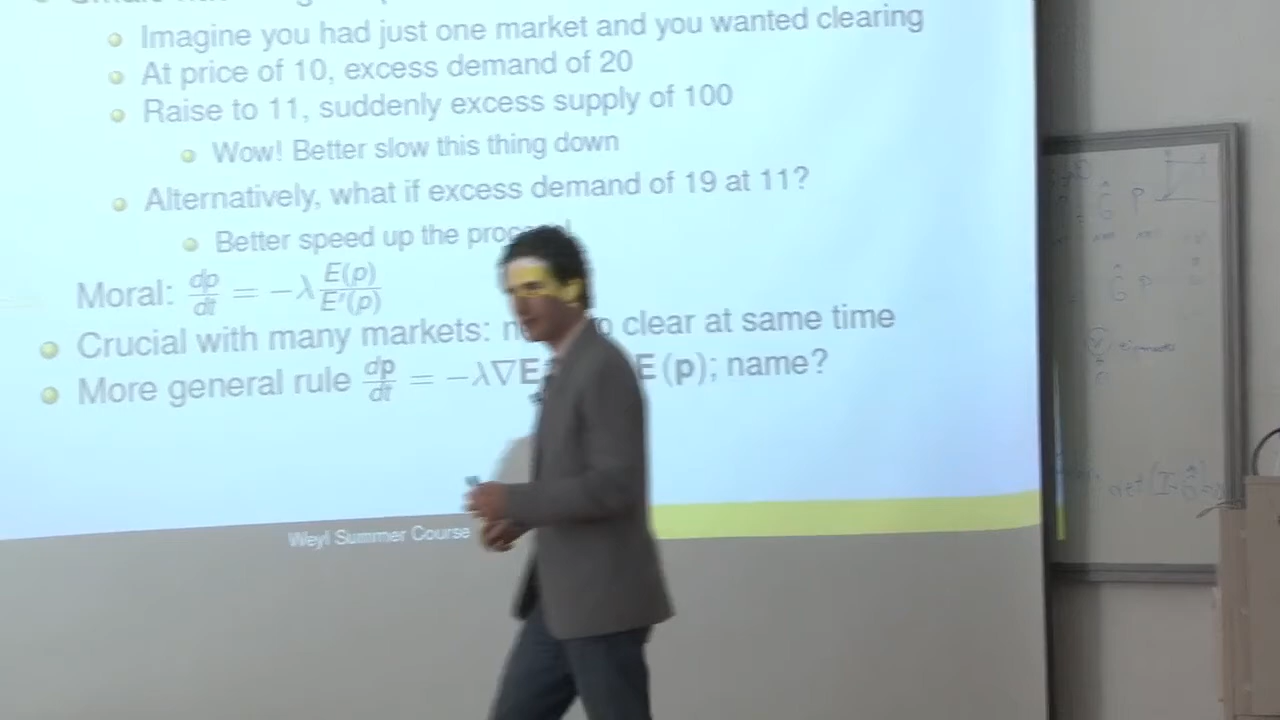 Imagine you had just one market and you wanted clearing
At price of 10, excess demand of 20
Raise to 11, suddenly excess supply of 100
Wow! Better slow this thing down
Alternatively, what if excess demand of 19 at 11?
Better speed up the
Moral: dp/dt = −λ E(p)/E′(p)
Crucial with many markets: clear at same time
More general rule dp/dt = −λ∇E E(p); name?
Weyl Summer Course